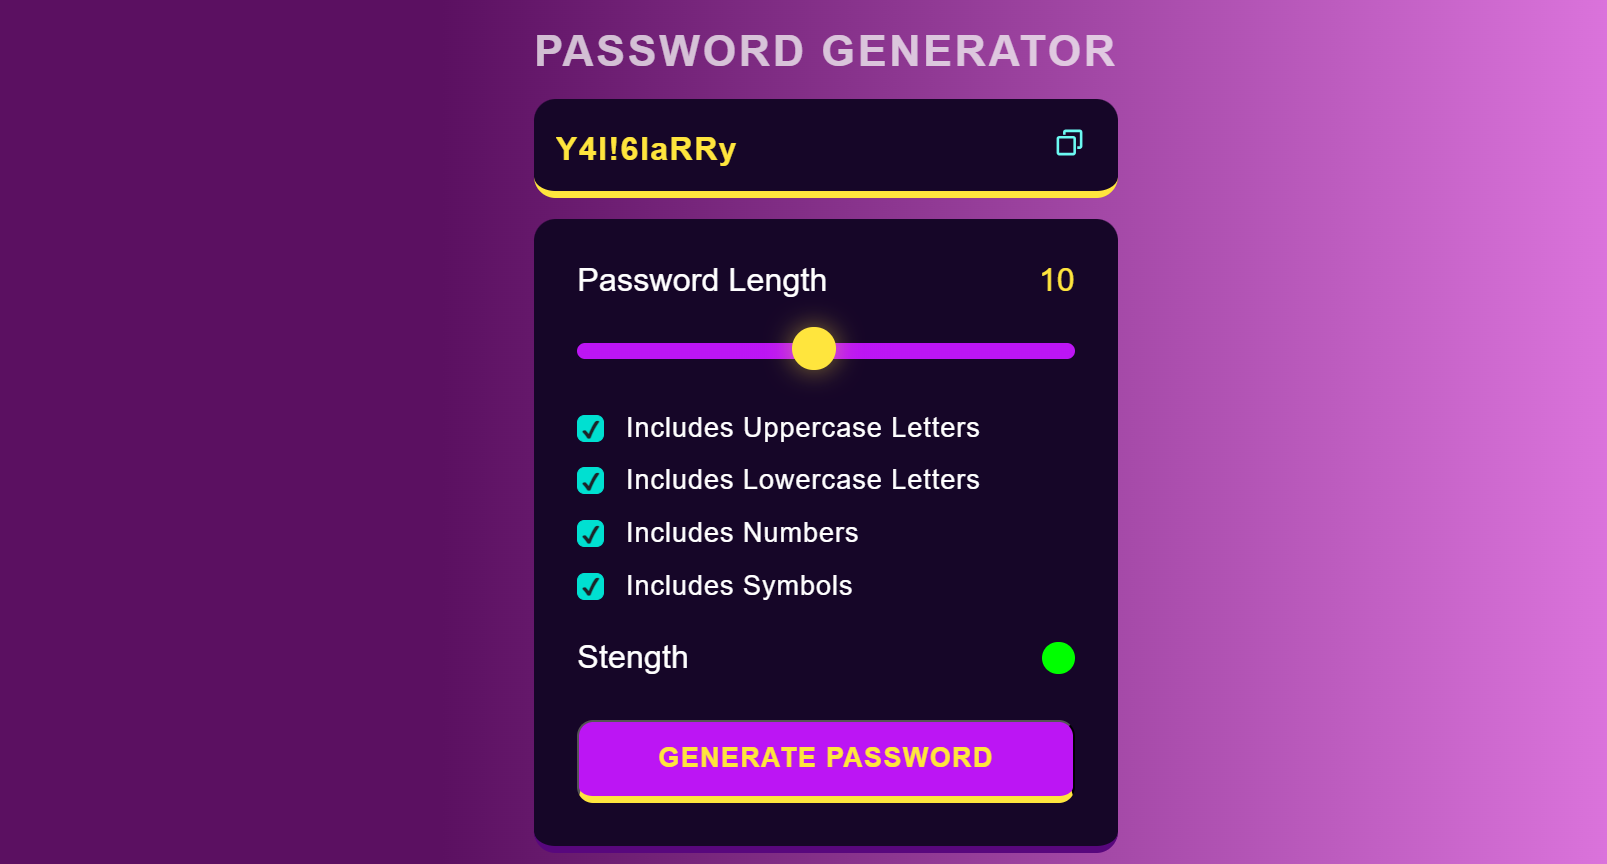 PASSWORD GENERATOR
Y4l!6laRRy
Password Length
10
Includes Uppercase Letters
Includes Lowercase Letters
Includes Numbers
Includes Symbols
Stength
GENERATE PASSWORD